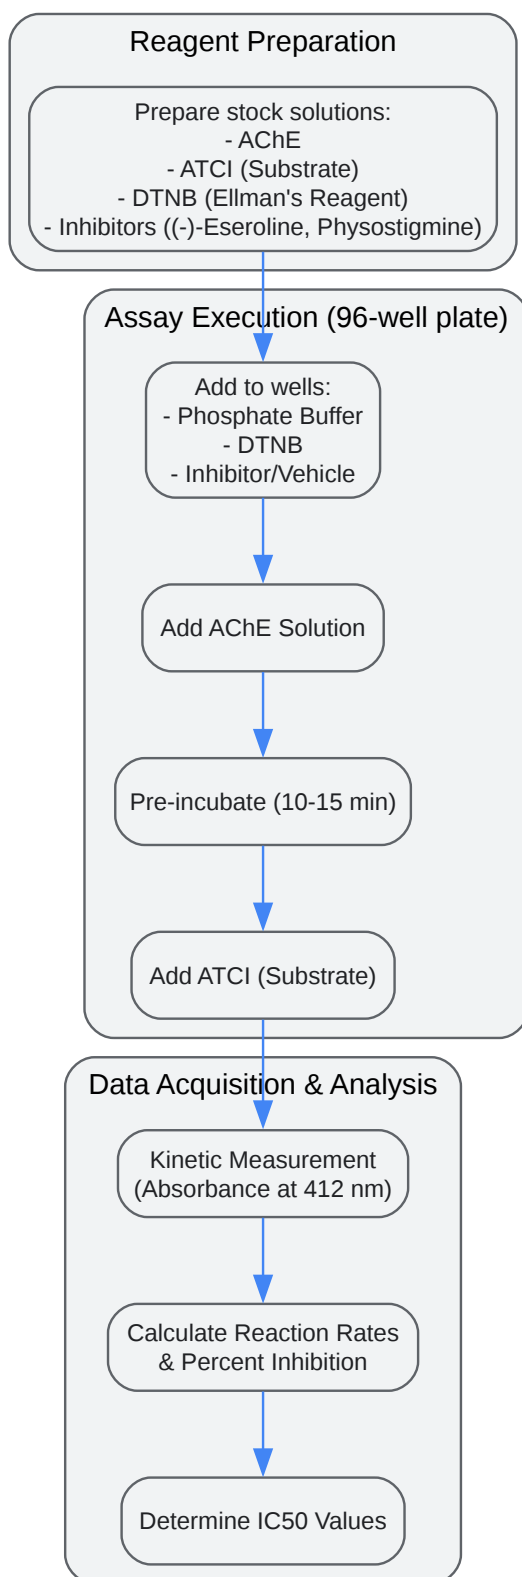 Reagent Preparation
Prepare stock solutions:
- AChE
- ATCI (Substrate)
- DTNB (Ellman's Reagent)
- Inhibitors ((-)-Eseroline, Physostigmine)
Assay Execution (96-well plate)
Add to wells:
- Phosphate Buffer
- DTNB
- Inhibitor/Vehicle
Add AChE Solution
Pre-incubate (10-15 min)
Add ATCI (Substrate)
Data Acquisition & Analysis
Kinetic Measurement
(Absorbance at 412 nm)
Calculate Reaction Rates
& Percent Inhibition
Determine IC50 Values